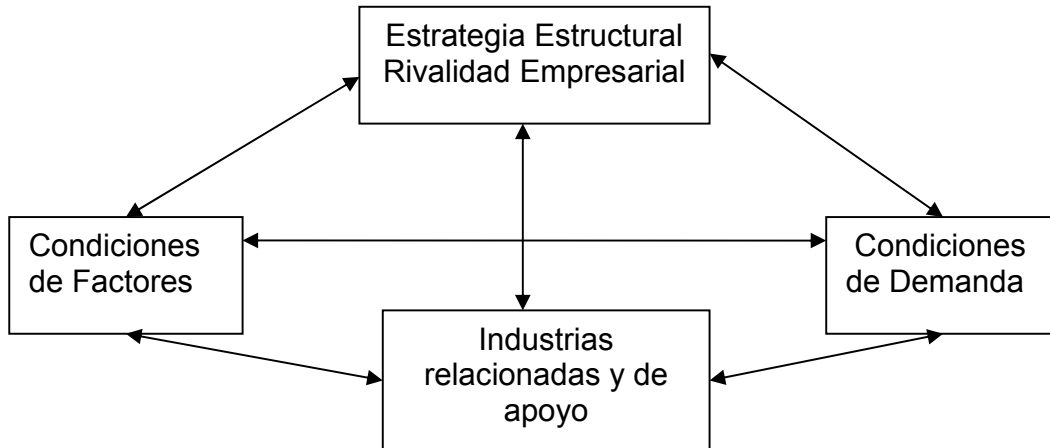 Estrategia Estructural
Rivalidad Empresarial
Condiciones
de Factores
Condiciones
de Demanda
Industrias
relacionadas y de
apoyo